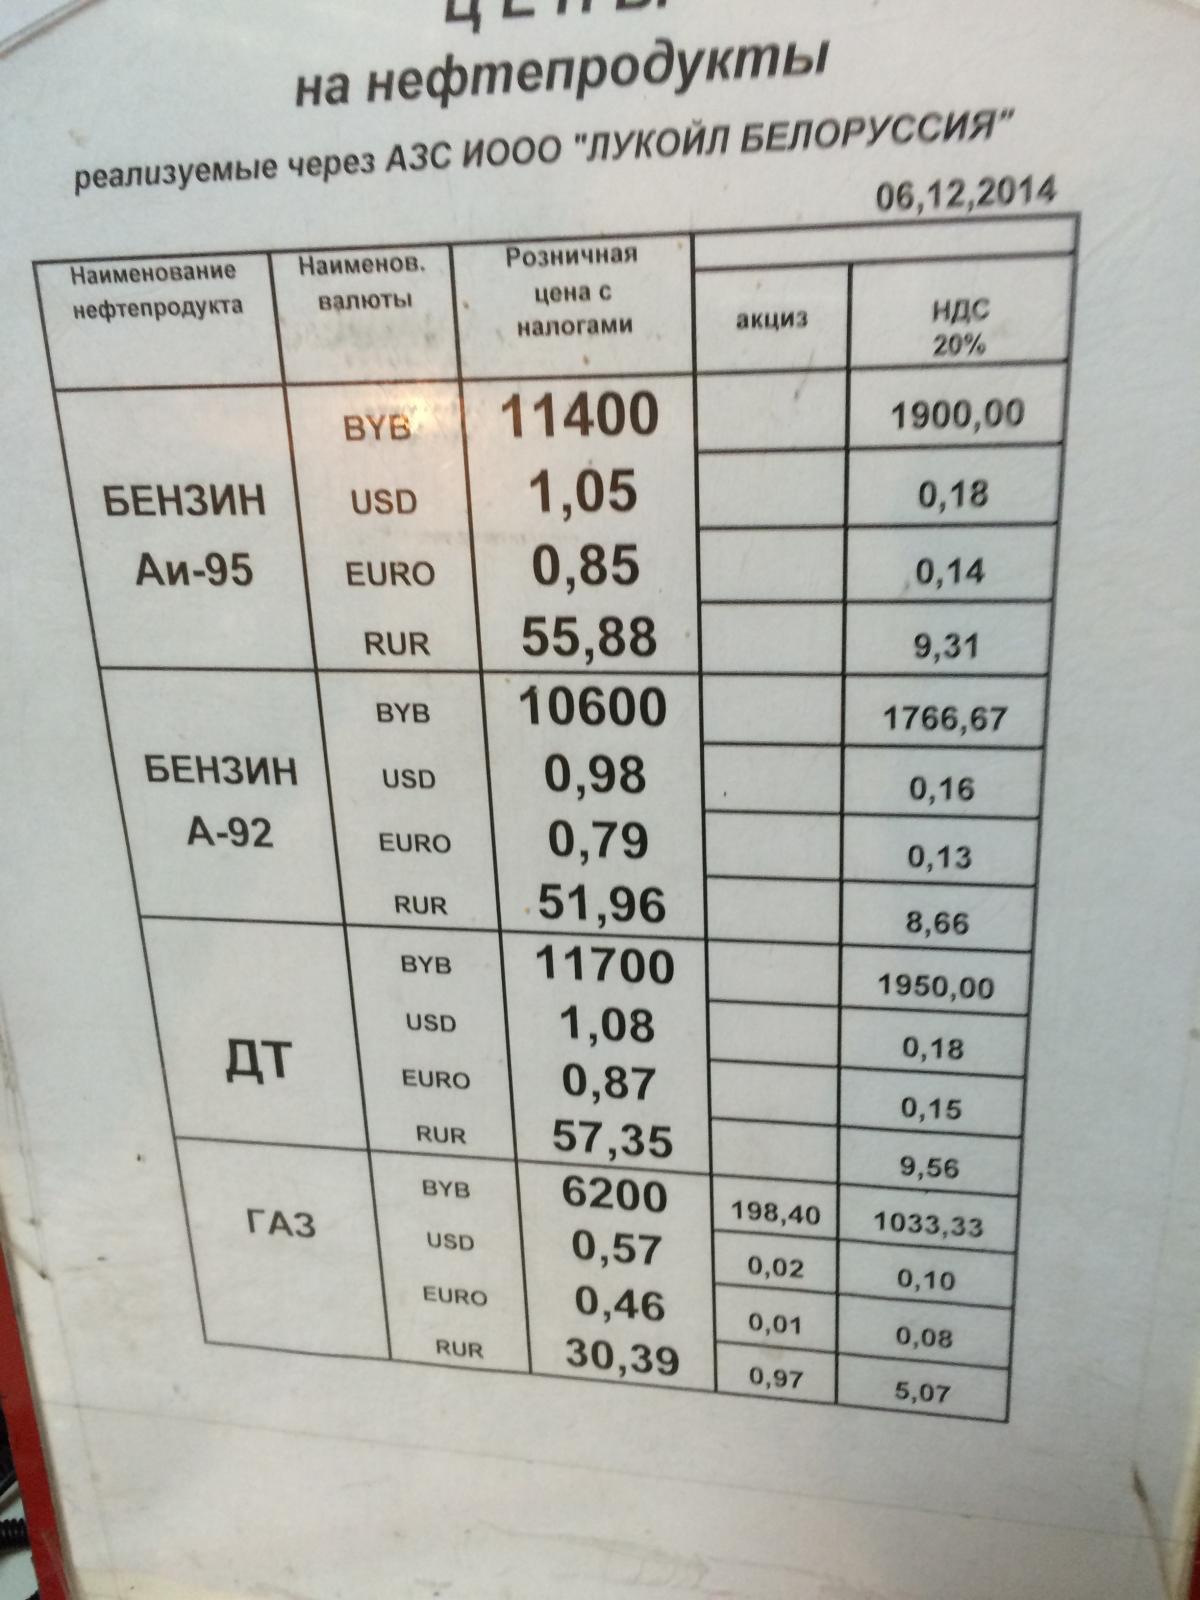 ЦЕНЫ
на нефтепродукты
реализуемые через АЗС ИООО "ЛУКОЙЛ БЕЛОРУССИЯ"
06,12,2014
Наименование нефтепродукта Наименов. валюты Розничная цена с налогами акциз НДС 20%
БЕНЗИН Аи-95
BYB 11400 1900,00
USD 1,05 0,18
EURO 0,85 0,14
RUR 55,88 9,31
БЕНЗИН А-92
BYB 10600 1766,67
USD 0,98 0,16
EURO 0,79 0,13
RUR 51,96 8,66
ДТ
BYB 11700 1950,00
USD 1,08 0,18
EURO 0,87 0,15
RUR 57,35 9,56
ГАЗ
BYB 6200 198,40 1033,33
USD 0,57 0,02 0,10
EURO 0,46 0,01 0,08
RUR 30,39 0,97 5,07